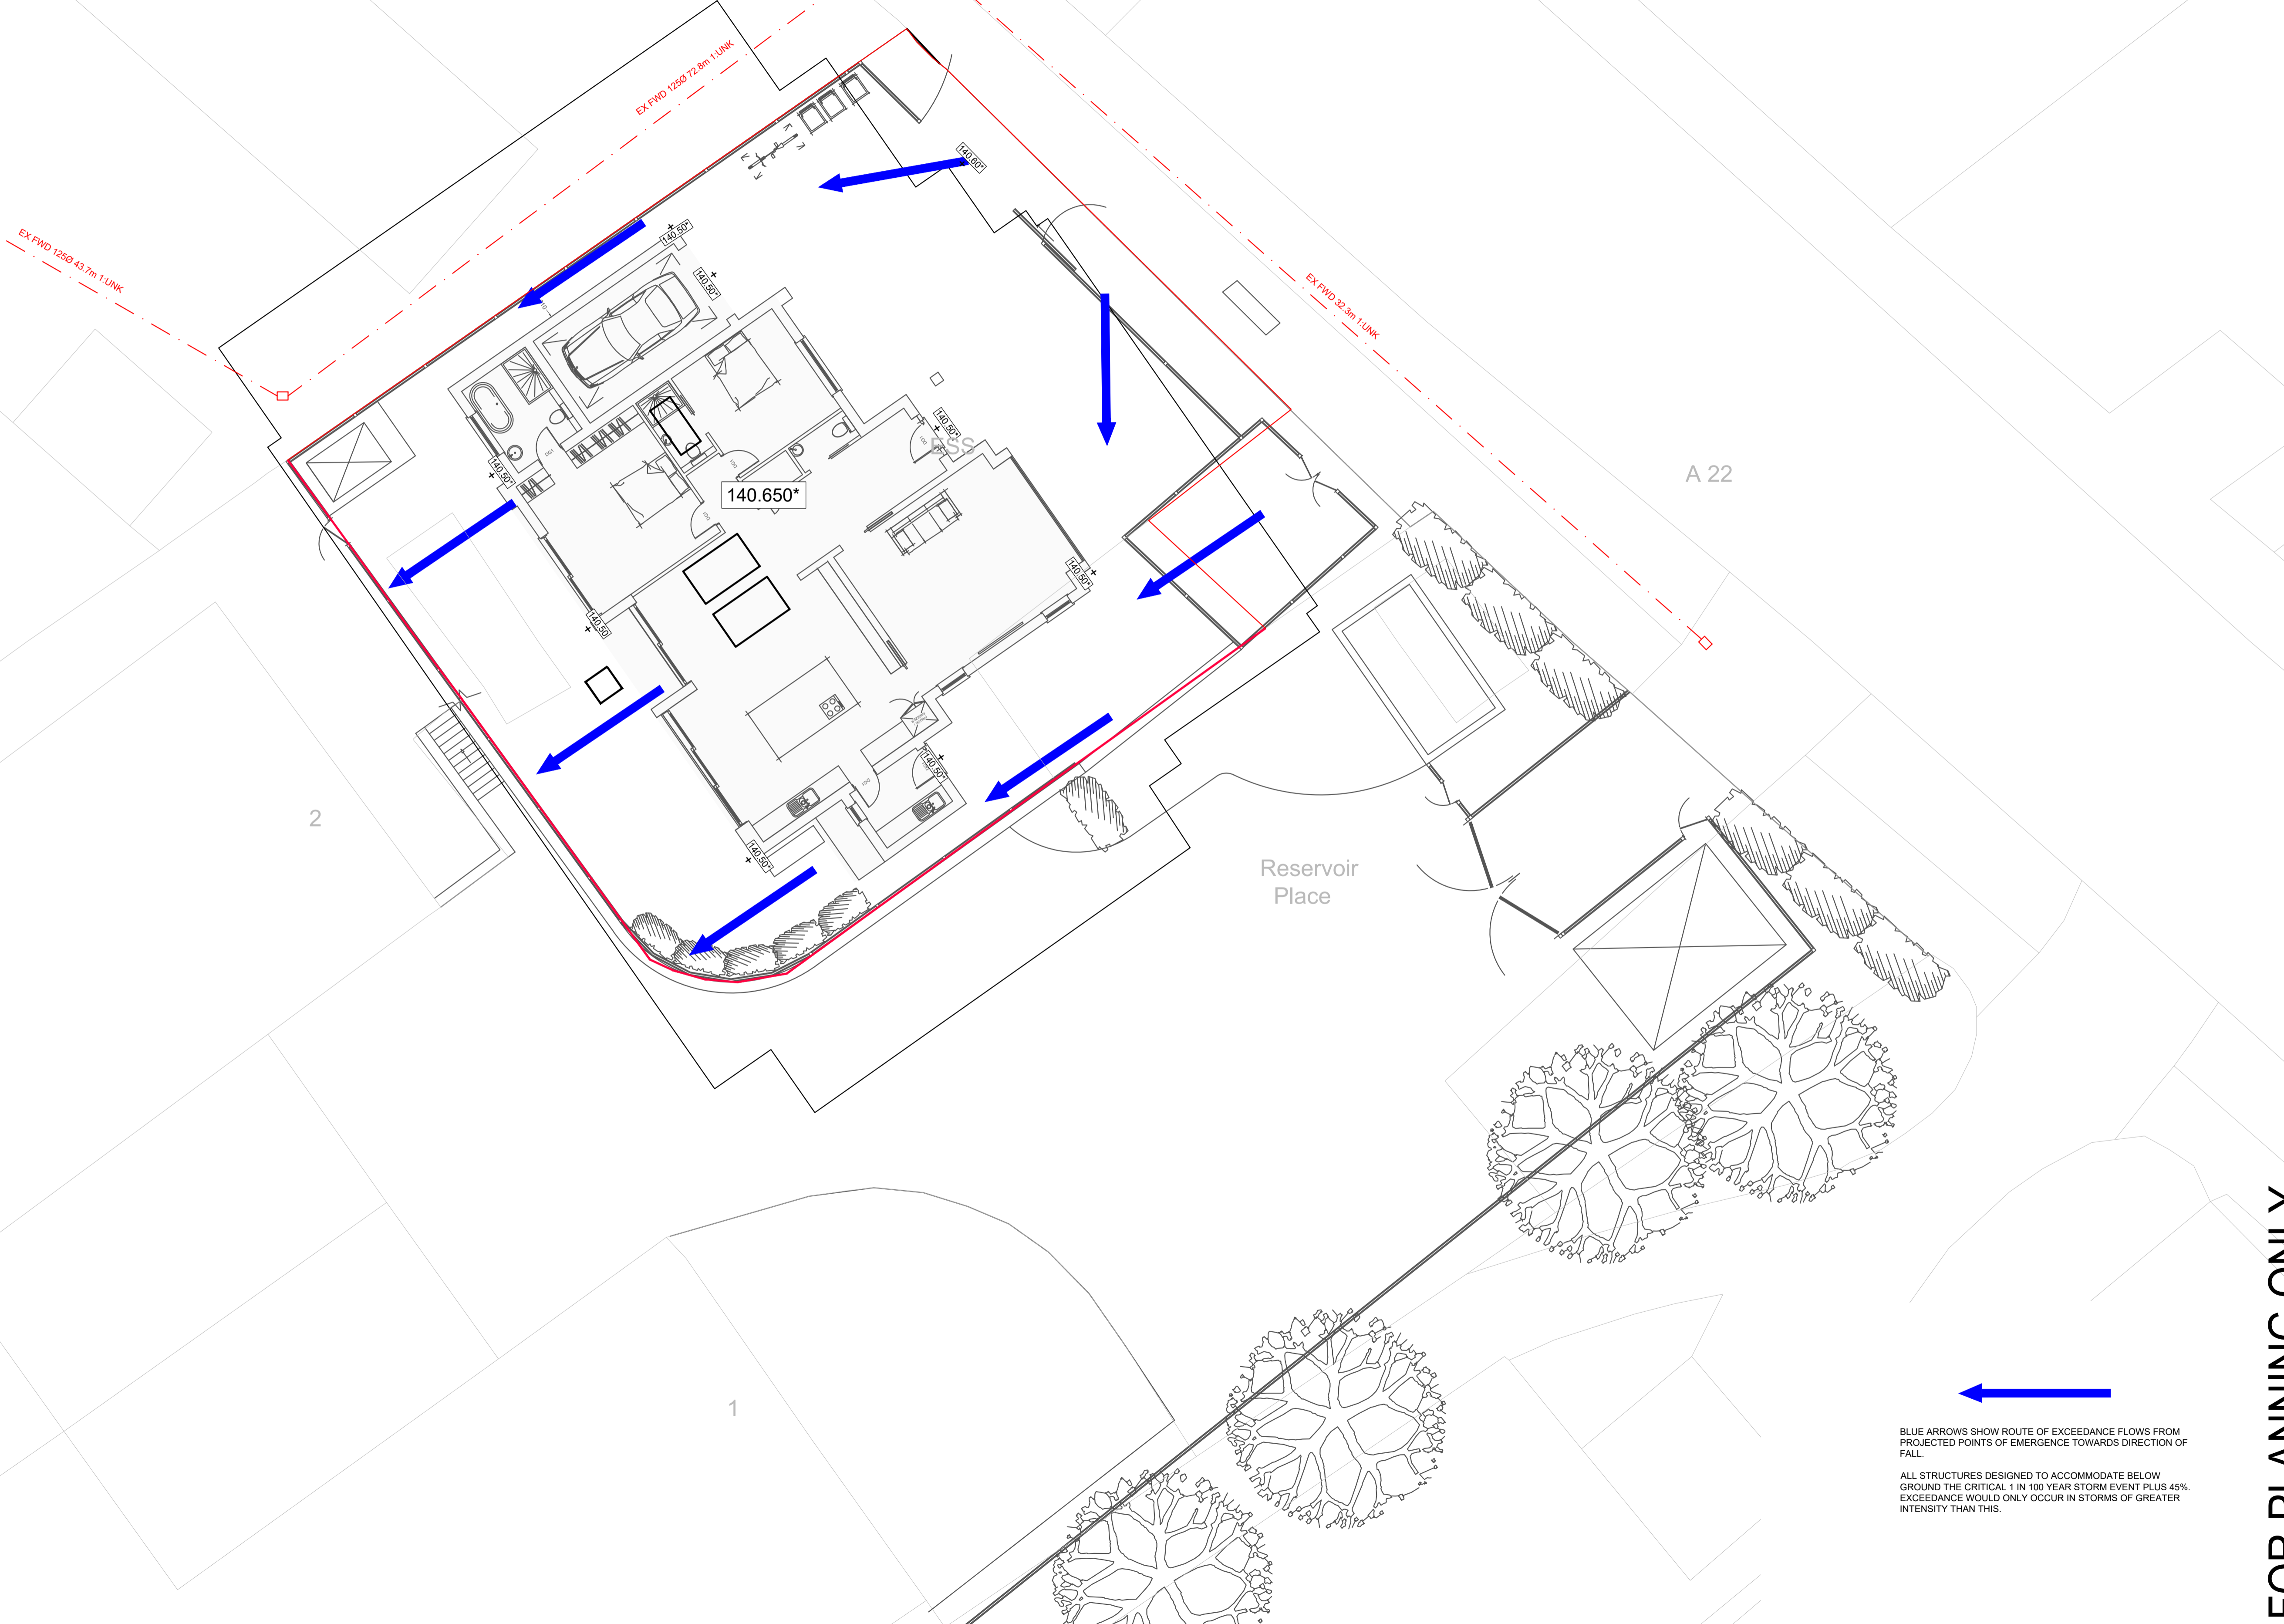 EX FWD 125Ø 72.8m 1:UNK
EX FWD 125Ø 43.7m 1:UNK
EX FWD 32.3m 1:UNK
140.60*
140.50*
140.50*
140.50*
ESS
140.50*
140.650*
140.50*
140.50
140.50*
140.50*
A 22
2
Reservoir
Place
1
BLUE ARROWS SHOW ROUTE OF EXCEEDANCE FLOWS FROM
PROJECTED POINTS OF EMERGENCE TOWARDS DIRECTION OF
FALL.
ALL STRUCTURES DESIGNED TO ACCOMMODATE BELOW
GROUND THE CRITICAL 1 IN 100 YEAR STORM EVENT PLUS 45%.
EXCEEDANCE WOULD ONLY OCCUR IN STORMS OF GREATER
INTENSITY THAN THIS.
FOR PLANNING ONLY